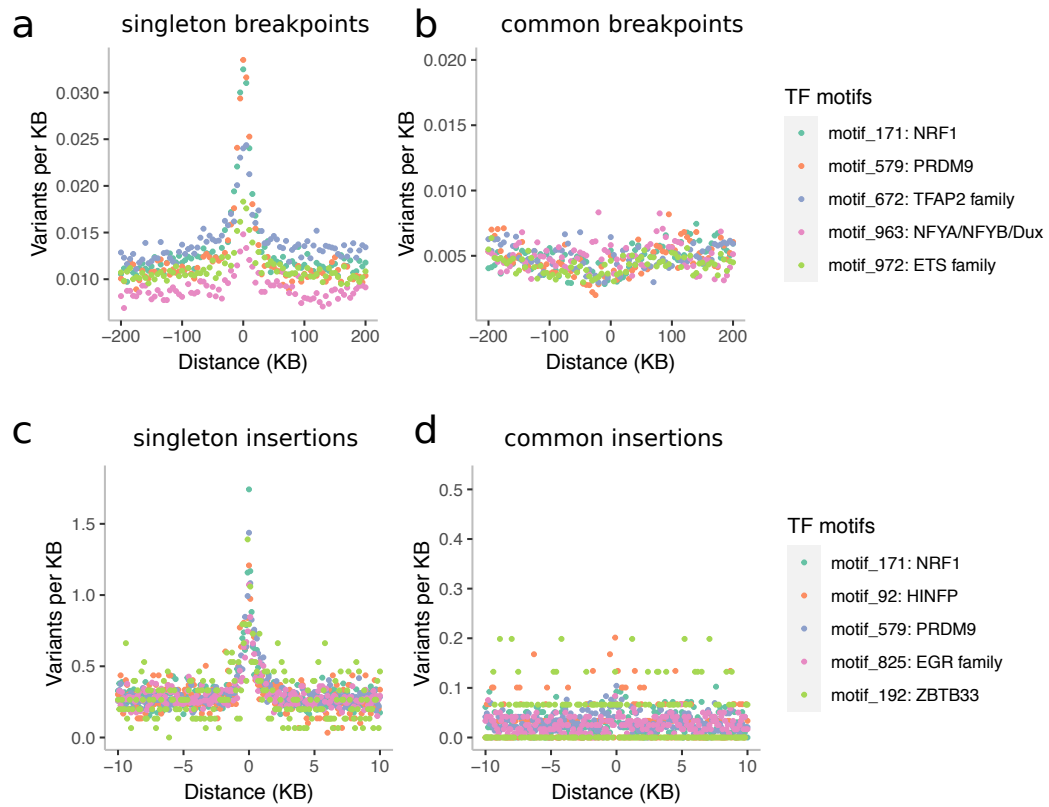 a
singleton breakpoints
Variants per KB
0.030
0.025
0.020
0.015
0.010
−200
−100
0
100
200
Distance (KB)
b
common breakpoints
Variants per KB
0.020
0.015
0.010
0.005
−200
−100
0
100
200
Distance (KB)
TF motifs
motif_171: NRF1
motif_579: PRDM9
motif_672: TFAP2 family
motif_963: NFYA/NFYB/Dux
motif_972: ETS family
c
singleton insertions
Variants per KB
1.5
1.0
0.5
0.0
−10
−5
0
5
10
Distance (KB)
d
common insertions
Variants per KB
0.5
0.4
0.3
0.2
0.1
0.0
−10
−5
0
5
10
Distance (KB)
TF motifs
motif_171: NRF1
motif_92: HINFP
motif_579: PRDM9
motif_825: EGR family
motif_192: ZBTB33